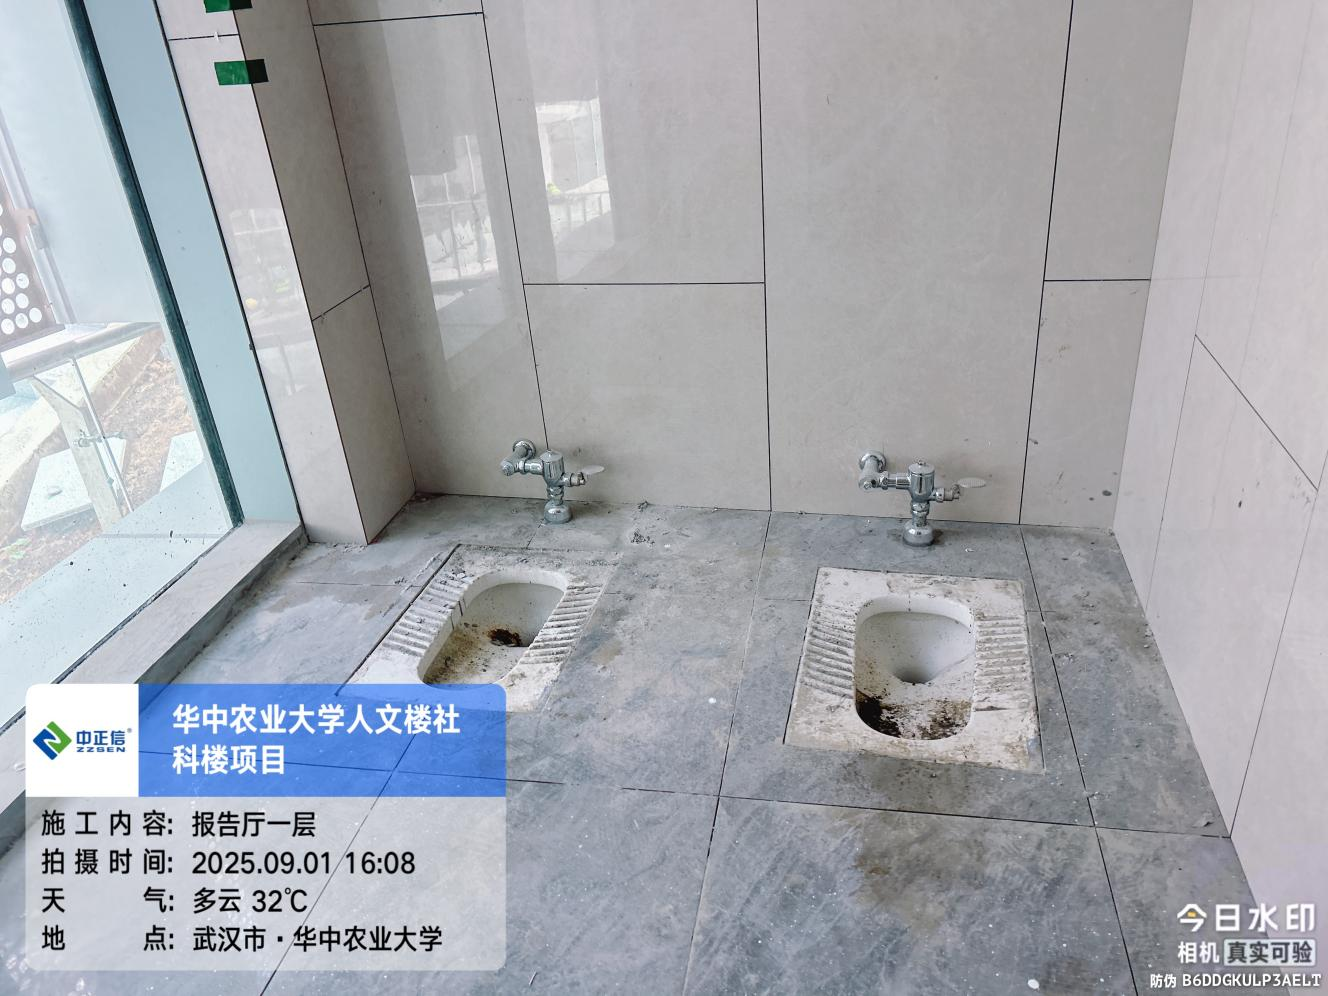 中正信®
ZZSEN
华中农业大学人文楼社
科楼项目
施工内容: 报告厅一层
拍摄时间: 2025.09.01 16:08
天气: 多云 32℃
地点: 武汉市·华中农业大学
今日水印
相机 真实可验
防伪 B6DDGKULP3AELT